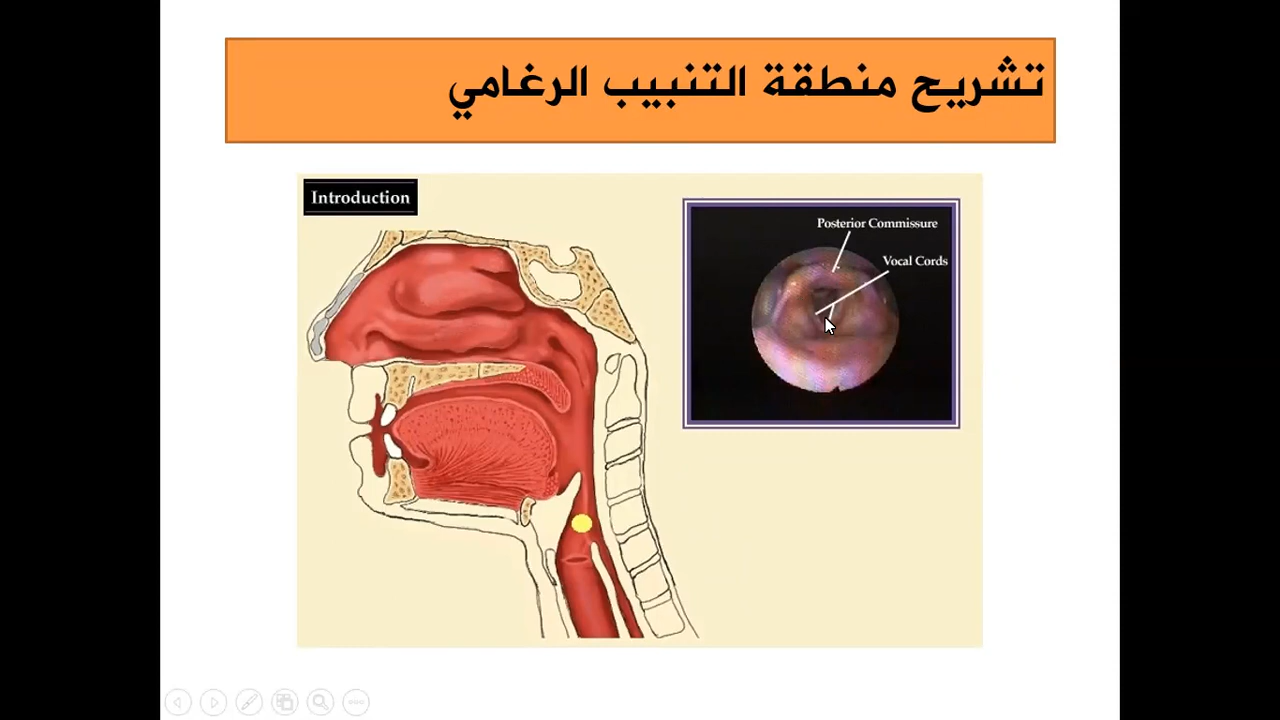 تشريح منطقة التنبيب الرغامي
Introduction
Posterior Commissure
Vocal Cords